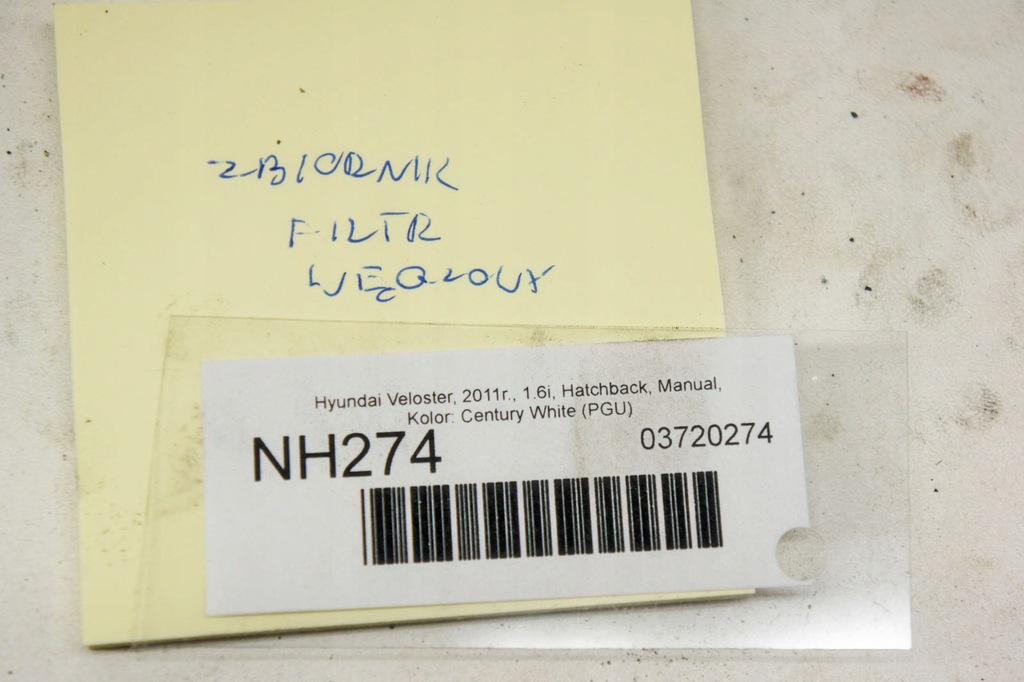 ZBIORNIK
FILTR
WĘGLOWY
Hyundai Veloster, 2011r., 1.6i, Hatchback, Manual,
Kolor: Century White (PGU)
NH274
03720274